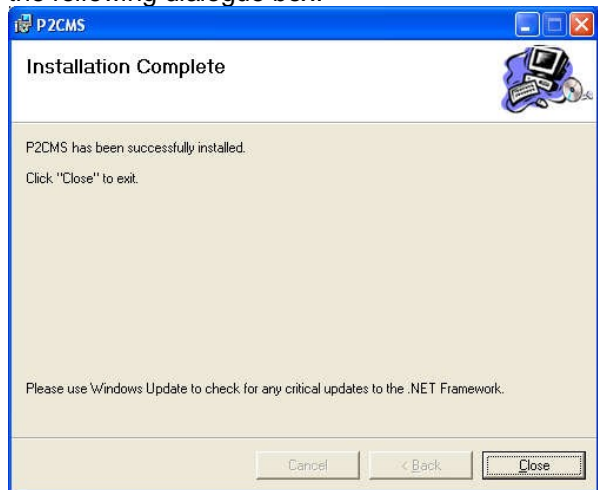 the following dialogue box:
P2CMS
Installation Complete
P2CMS has been successfully installed.
Click "Close" to exit.
Please use Windows Update to check for any critical updates to the .NET Framework.
Cancel < Back Close